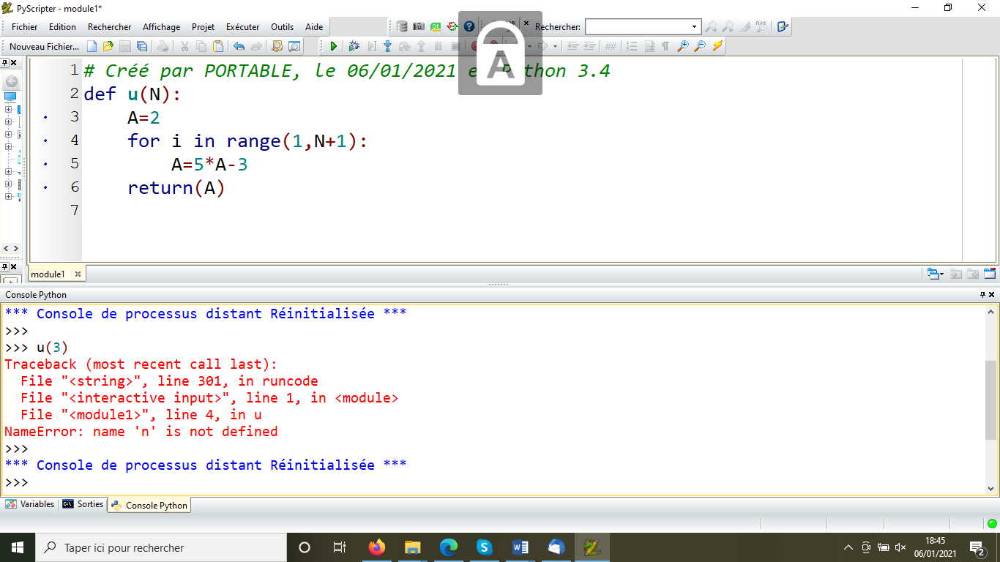 PyScripter - module1*
Fichier Edition Rechercher Affichage Projet Exécuter Outils Aide Rechercher:
Nouveau Fichier...
A
1 # Créé par PORTABLE, le 06/01/2021 e thon 3.4
2 def u(N):
3 A=2
4 for i in range(1,N+1):
5 A=5*A-3
6 return(A)
7
module1
Console Python
*** Console de processus distant Réinitialisée ***
>>>
>>> u(3)
Traceback (most recent call last):
File "<string>", line 301, in runcode
File "<interactive input>", line 1, in <module>
File "<module1>", line 4, in u
NameError: name 'n' is not defined
>>>
*** Console de processus distant Réinitialisée ***
>>>
Variables Sorties Console Python
Taper ici pour rechercher
18:45
06/01/2021
2